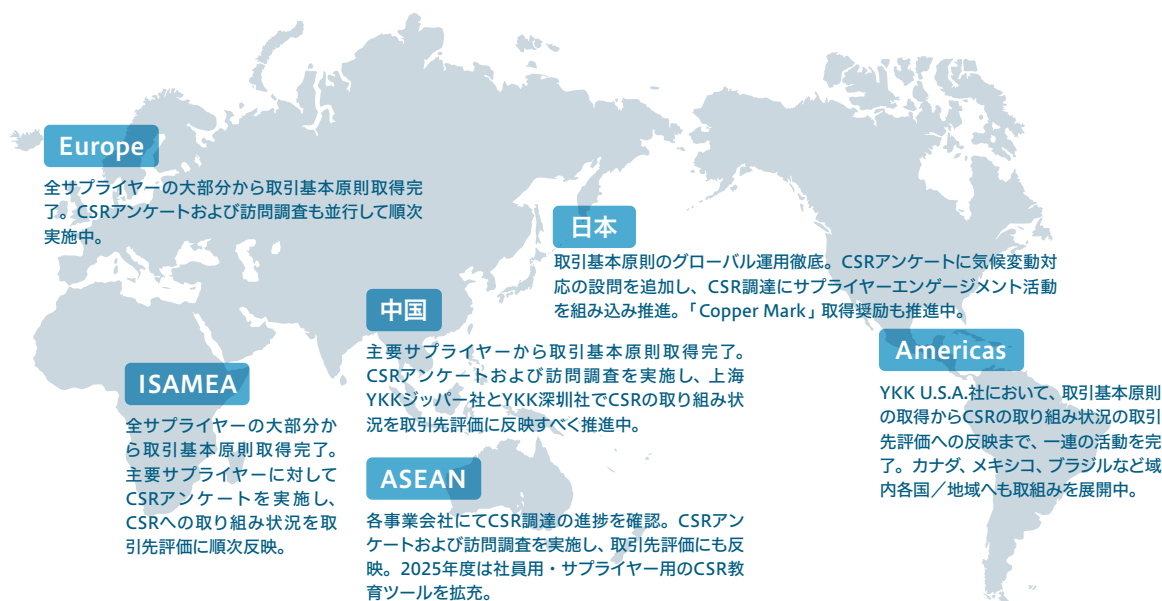 Europe
全サプライヤーの大部分から取引基本原則取得完
了。CSRアンケートおよび訪問調査も並行して順次
実施中。
日本
取引基本原則のグローバル運用徹底。CSRアンケートに気候変動対
応の設問を追加し、CSR調達にサプライヤーエンゲージメント活動
を組み込み推進。「Copper Mark」取得奨励も推進中。
中国
主要サプライヤーから取引基本原則取得完了。
CSRアンケートおよび訪問調査を実施し、上海
YKKジッパー社とYKK深圳社でCSRの取り組み状
況を取引先評価に反映すべく推進中。
Americas
YKK U.S.A.社において、取引基本原則
の取得からCSRの取り組み状況の取引
先評価への反映まで、一連の活動を完
了。カナダ、メキシコ、ブラジルなど域
内各国／地域へも取組みを展開中。
ISAMEA
全サプライヤーの大部分か
ら取引基本原則取得完了。
主要サプライヤーに対して
CSRアンケートを実施し、
CSRへの取り組み状況を取
引先評価に順次反映。
ASEAN
各事業会社にてCSR調達の進捗を確認。CSRアン
ケートおよび訪問調査を実施し、取引先評価にも反
映。2025年度は社員用・サプライヤー用のCSR教
育ツールを拡充。